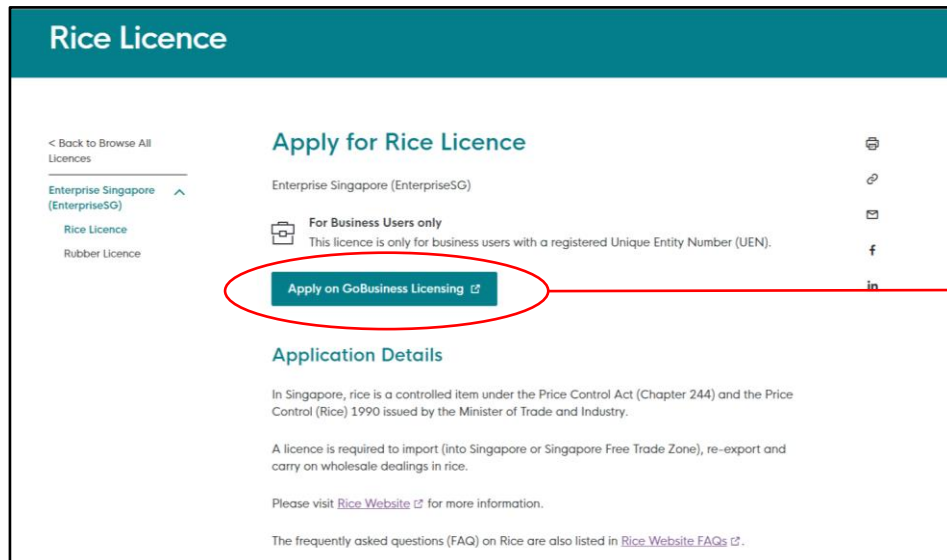 Rice Licence
< Back to Browse All
Licences
Enterprise Singapore
(EnterpriseSG)
Rice Licence
Rubber Licence
Apply for Rice Licence
Enterprise Singapore (EnterpriseSG)
For Business Users only
This licence is only for business users with a registered Unique Entity Number (UEN).
Apply on GoBusiness Licensing
Application Details
In Singapore, rice is a controlled item under the Price Control Act (Chapter 244) and the Price
Control (Rice) 1990 issued by the Minister of Trade and Industry.
A licence is required to import (into Singapore or Singapore Free Trade Zone), re-export and
carry on wholesale dealings in rice.
Please visit Rice Website for more information.
The frequently asked questions (FAQ) on Rice are also listed in Rice Website FAQs.
f
in